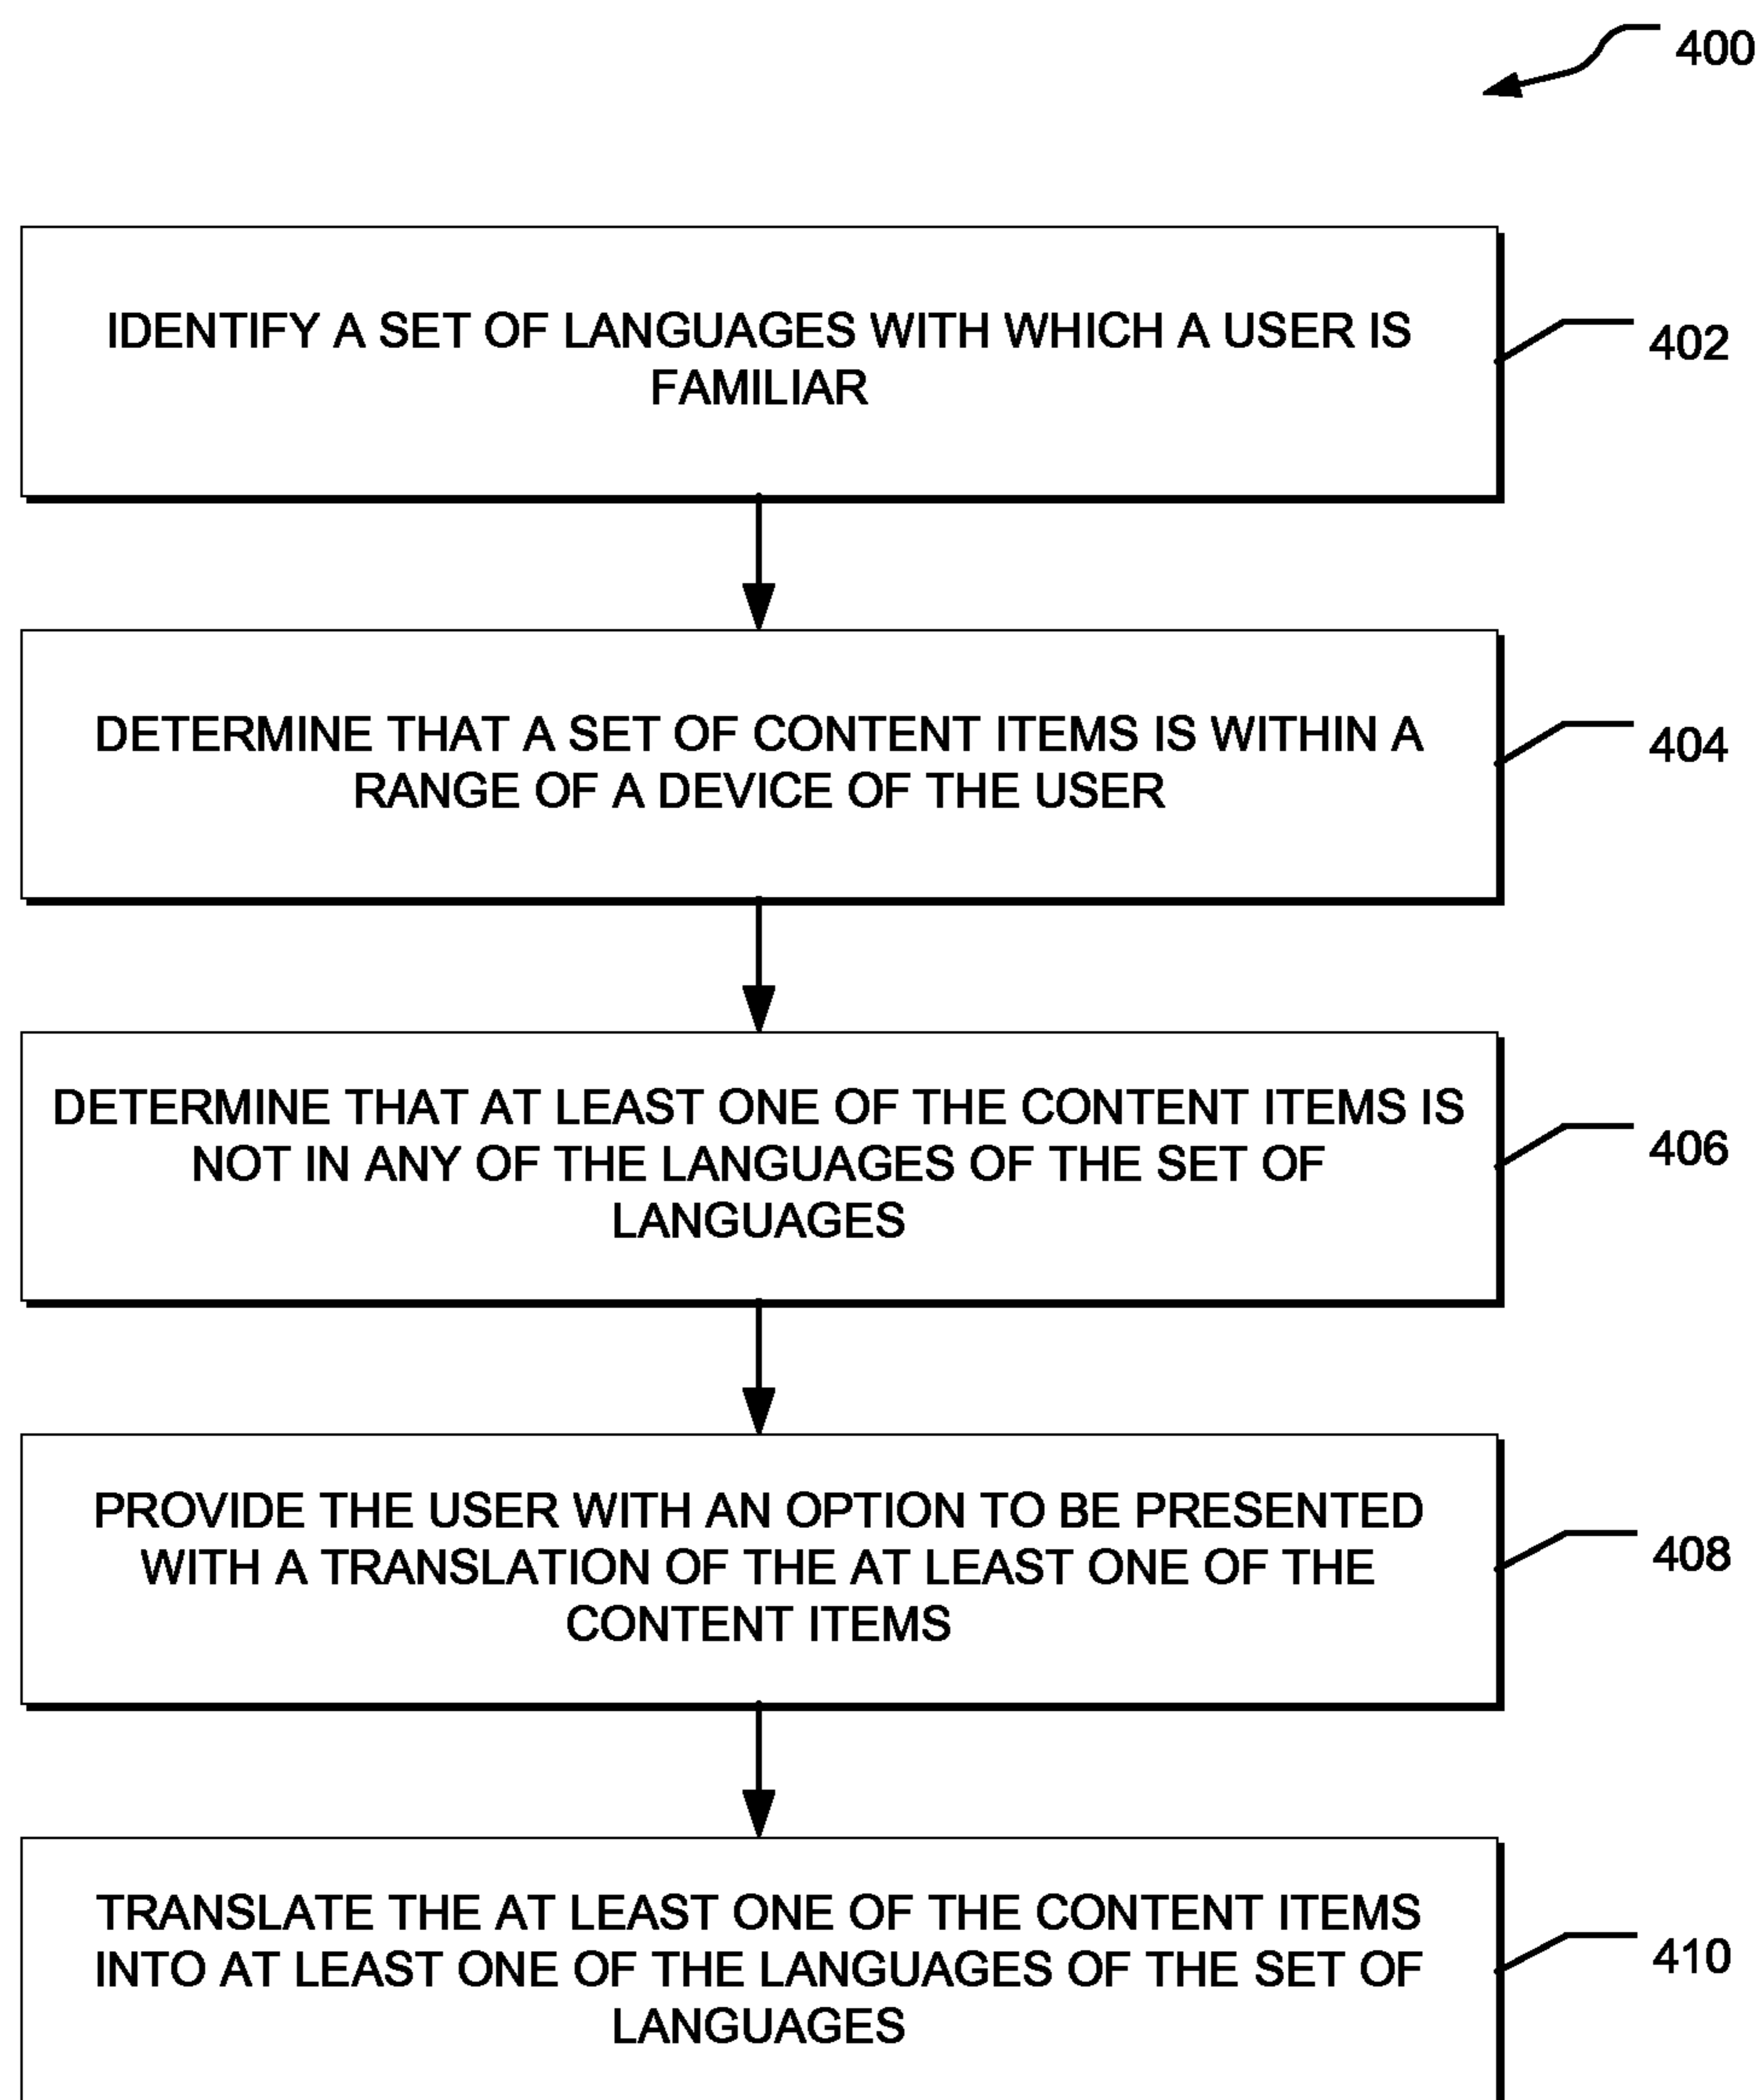 400
IDENTIFY A SET OF LANGUAGES WITH WHICH A USER IS
FAMILIAR
402
DETERMINE THAT A SET OF CONTENT ITEMS IS WITHIN A
RANGE OF A DEVICE OF THE USER
404
DETERMINE THAT AT LEAST ONE OF THE CONTENT ITEMS IS
NOT IN ANY OF THE LANGUAGES OF THE SET OF
LANGUAGES
406
PROVIDE THE USER WITH AN OPTION TO BE PRESENTED
WITH A TRANSLATION OF THE AT LEAST ONE OF THE
CONTENT ITEMS
408
TRANSLATE THE AT LEAST ONE OF THE CONTENT ITEMS
INTO AT LEAST ONE OF THE LANGUAGES OF THE SET OF
LANGUAGES
410